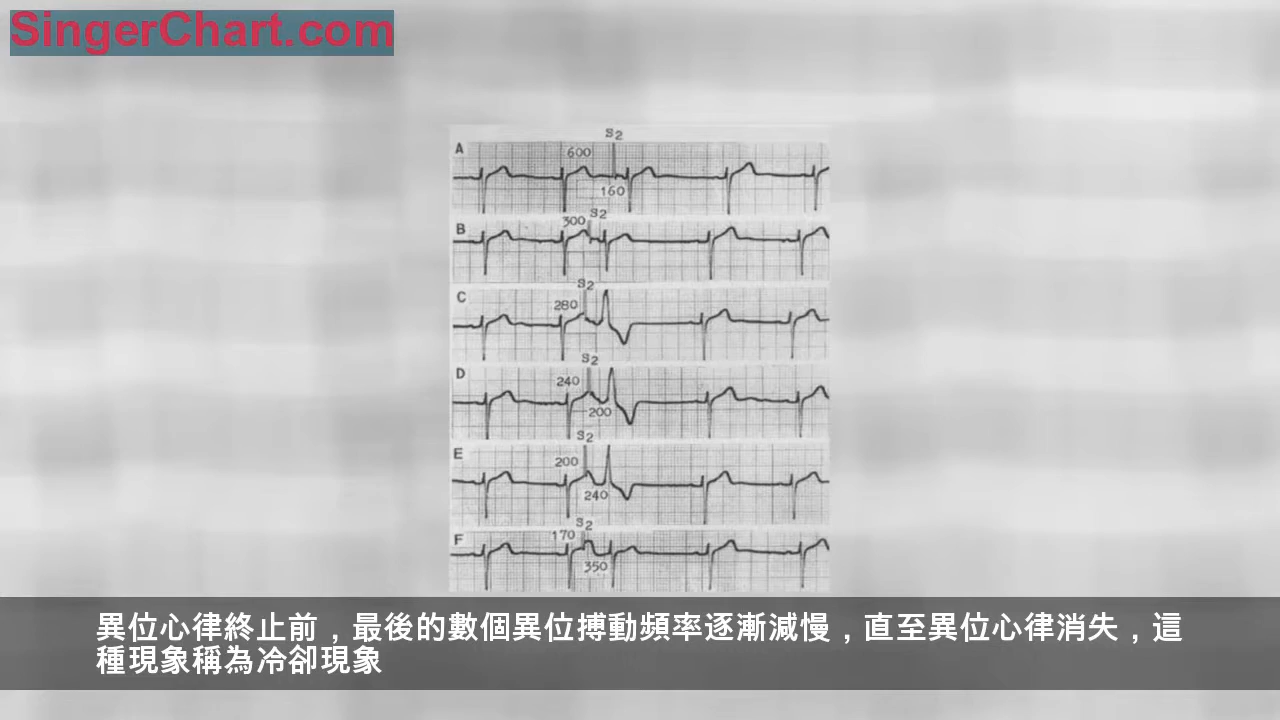 SingerChart.com
S2
A
600
160
B
300 S2
S2
C
280
S2
D
240
200
S2
E
200
240
S2
F
170
350
異位心律終止前，最後的數個異位搏動頻率逐漸減慢，直至異位心律消失，這
種現象稱為冷卻現象